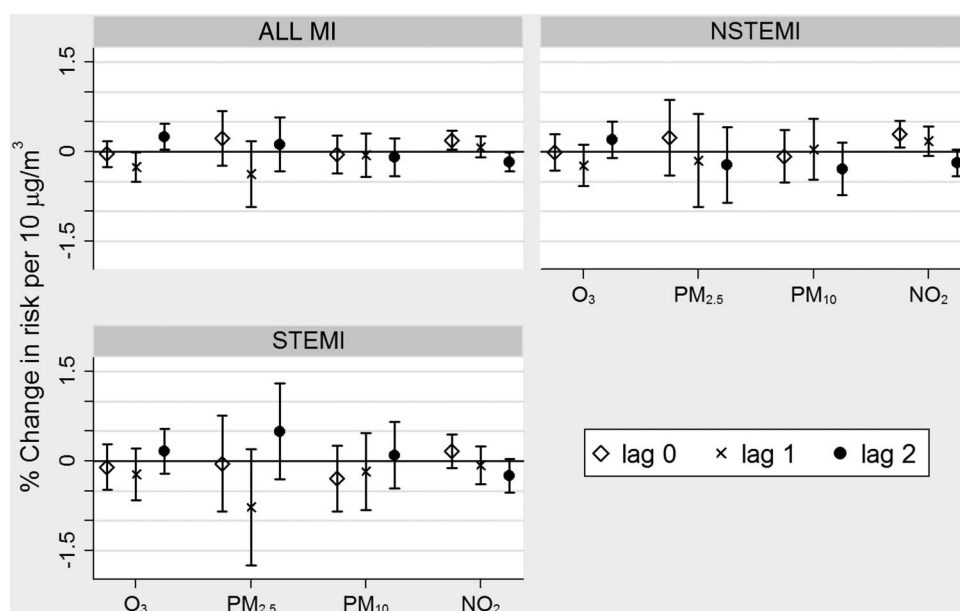 ALL MI
NSTEMI
% Change in risk per 10 μg/m³
1.5
0
-1.5
O₃ PM₂.₅ PM₁₀ NO₂
STEMI
1.5
0
-1.5
O₃ PM₂.₅ PM₁₀ NO₂
lag 0 lag 1 lag 2